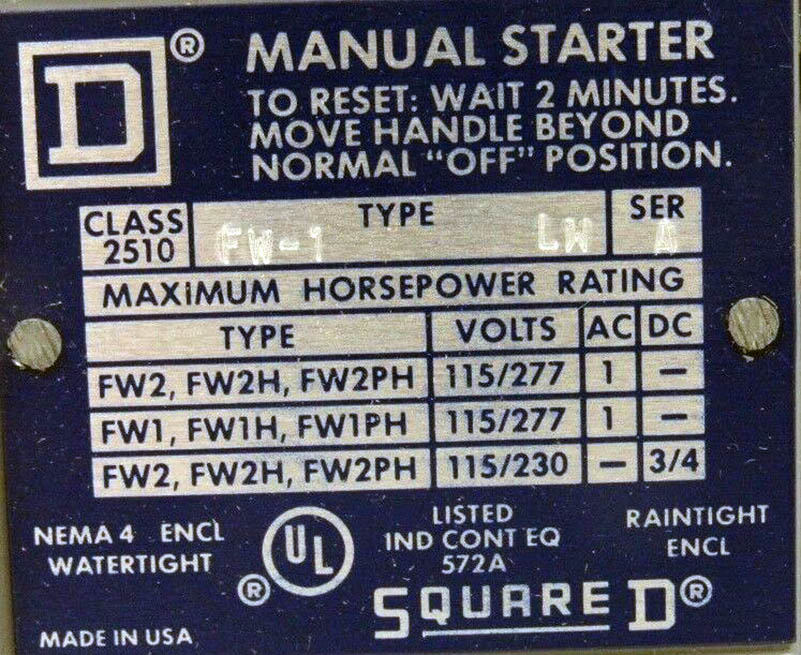 D®
MANUAL STARTER
TO RESET: WAIT 2 MINUTES.
MOVE HANDLE BEYOND
NORMAL “OFF” POSITION.
CLASS 2510 TYPE FW-1 LW SER A
MAXIMUM HORSEPOWER RATING
TYPE VOLTS AC DC
FW2, FW2H, FW2PH 115/277 1 —
FW1, FW1H, FW1PH 115/277 1 —
FW2, FW2H, FW2PH 115/230 — 3/4
NEMA 4 ENCL
WATERTIGHT
UL®
LISTED
IND CONT EQ
572A
RAINTIGHT
ENCL
SQUARE D®
MADE IN USA